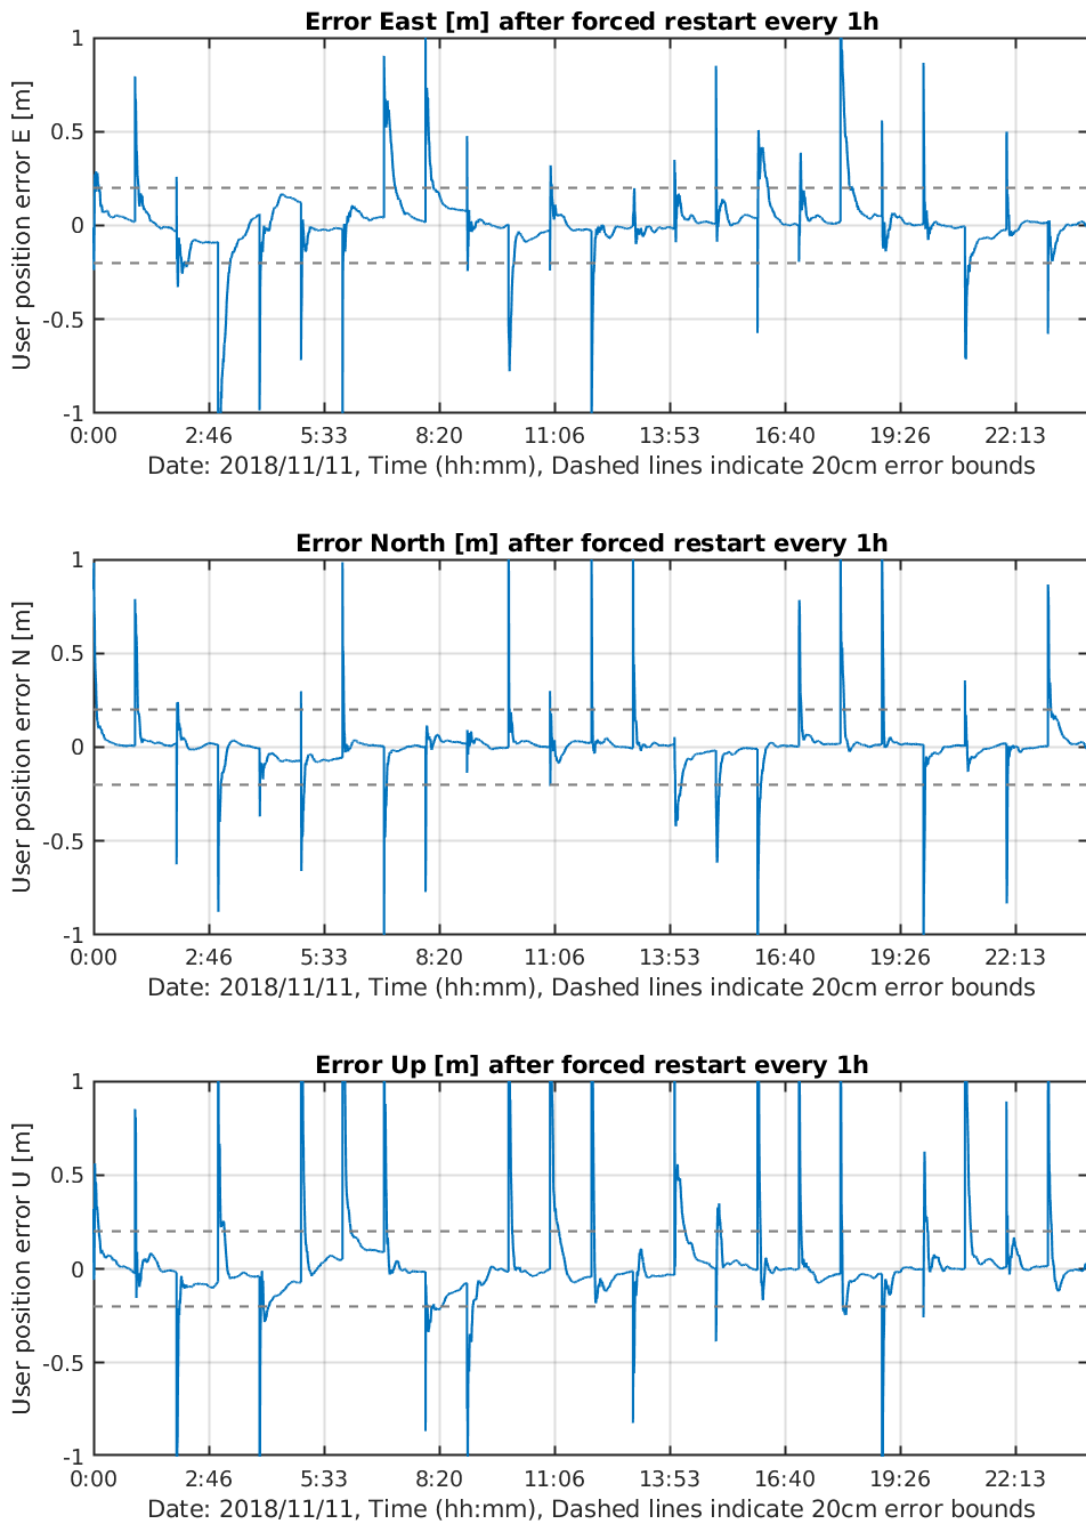 Error East [m] after forced restart every 1h
User position error E [m]
1
0.5
0
-0.5
-1
0:00 2:46 5:33 8:20 11:06 13:53 16:40 19:26 22:13
Date: 2018/11/11, Time (hh:mm), Dashed lines indicate 20cm error bounds
Error North [m] after forced restart every 1h
User position error N [m]
1
0.5
0
-0.5
-1
0:00 2:46 5:33 8:20 11:06 13:53 16:40 19:26 22:13
Date: 2018/11/11, Time (hh:mm), Dashed lines indicate 20cm error bounds
Error Up [m] after forced restart every 1h
User position error U [m]
1
0.5
0
-0.5
-1
0:00 2:46 5:33 8:20 11:06 13:53 16:40 19:26 22:13
Date: 2018/11/11, Time (hh:mm), Dashed lines indicate 20cm error bounds